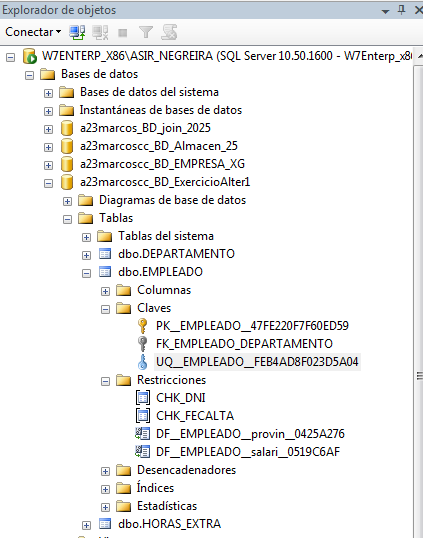 Explorador de objetos
Conectar
W7ENTERP_X86\ASIR_NEGREIRA (SQL Server 10.50.1600 - W7Enterp_x8
Bases de datos
Bases de datos del sistema
Instantáneas de bases de datos
a23marcos_BD_join_2025
a23marcoscc_BD_Almacen_25
a23marcoscc_BD_EMPRESA_XG
a23marcoscc_BD_ExercicioAlter1
Diagramas de base de datos
Tablas
Tablas del sistema
dbo.DEPARTAMENTO
dbo.EMPLEADO
Columnas
Claves
PK__EMPLEADO__47FE220F7F60ED59
FK_EMPLEADO_DEPARTAMENTO
UQ__EMPLEADO__FEB4AD8F023D5A04
Restricciones
CHK_DNI
CHK_FECALTA
DF__EMPLEADO__provin__0425A276
DF__EMPLEADO__salari__0519C6AF
Desencadenadores
Índices
Estadísticas
dbo.HORAS_EXTRA